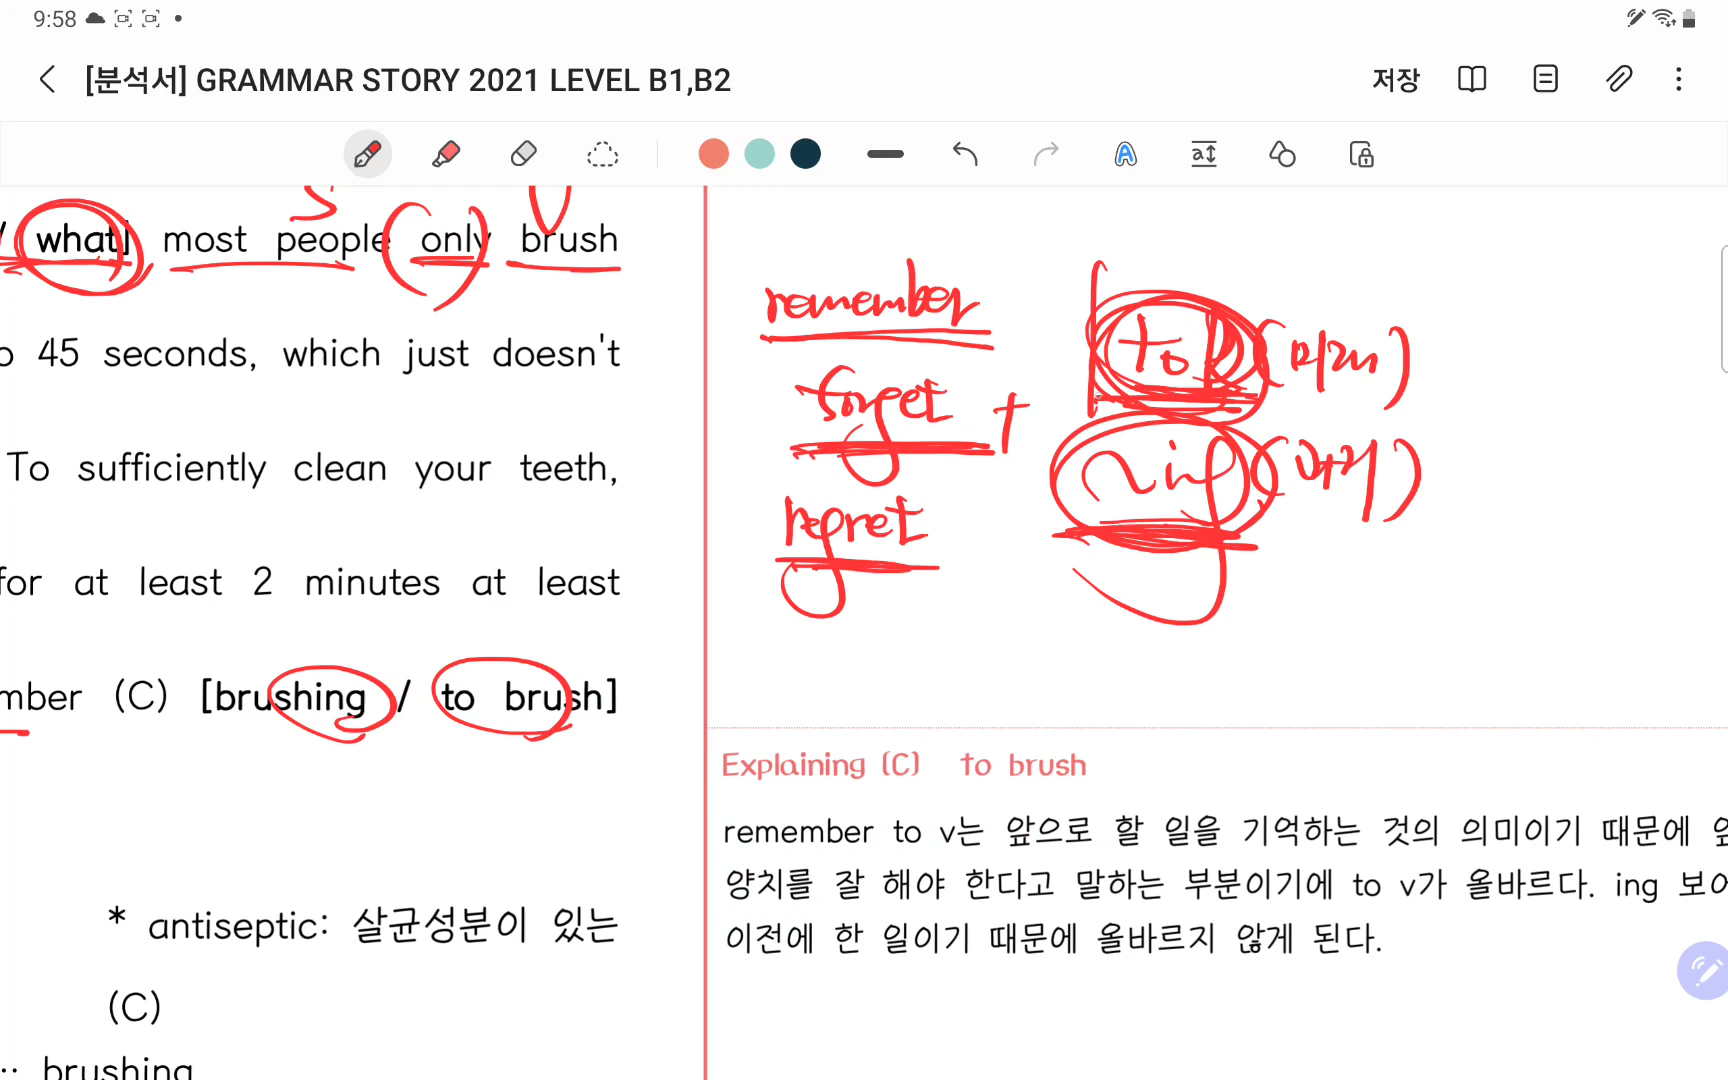 9:58
[분석서] GRAMMAR STORY 2021 LEVEL B1,B2
저장
S V
what] most people only brush
45 seconds, which just doesn't
To sufficiently clean your teeth,
for at least 2 minutes at least
mber (C) [brushing / to brush]
* antiseptic: 살균성분이 있는
(C)
brushing
remember
forget +
regret
to R (미래)
~ing (과거)
Explaining (C) to brush
remember to v는 앞으로 할 일을 기억하는 것의 의미이기 때문에
양치를 잘 해야 한다고 말하는 부분이기에 to v가 올바르다. ing
이전에 한 일이기 때문에 올바르지 않게 된다.